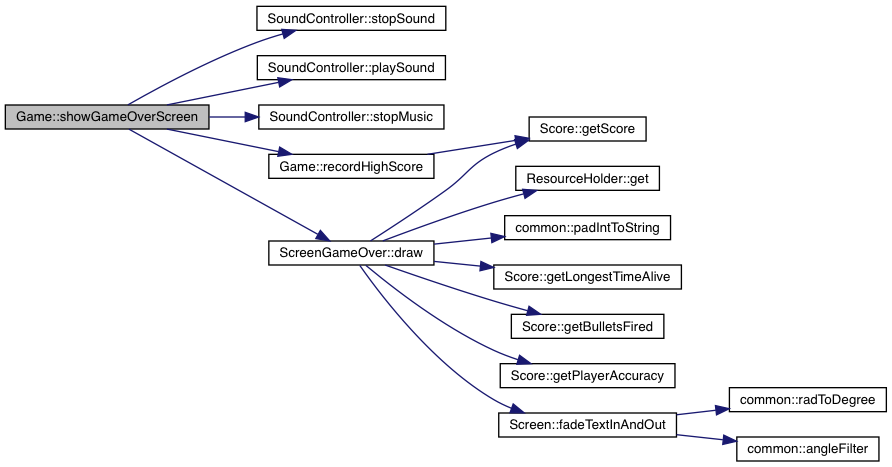 SoundController::stopSound
SoundController::playSound
Game::showGameOverScreen
SoundController::stopMusic
Score::getScore
Game::recordHighScore
ResourceHolder::get
common::padIntToString
ScreenGameOver::draw
Score::getLongestTimeAlive
Score::getBulletsFired
Score::getPlayerAccuracy
common::radToDegree
Screen::fadeTextInAndOut
common::angleFilter